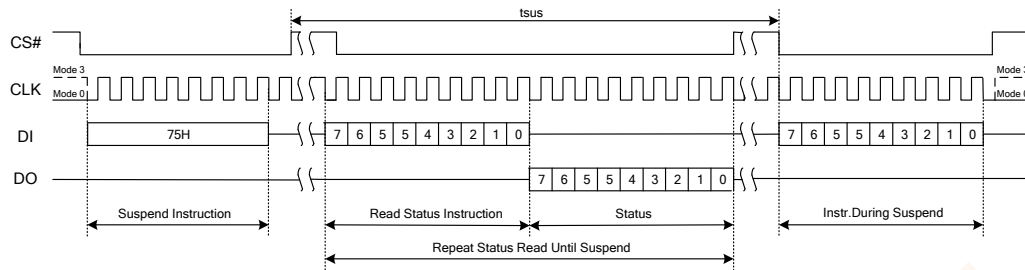 tsus
CS#
Mode 3
Mode 3
CLK
Mode 0
Mode 0
DI
75H
7 6 5 5 4 3 2 1 0
7 6 5 5 4 3 2 1 0
DO
7 6 5 5 4 3 2 1 0
Suspend Instruction
Read Status Instruction
Status
Instr.During Suspend
Repeat Status Read Until Suspend